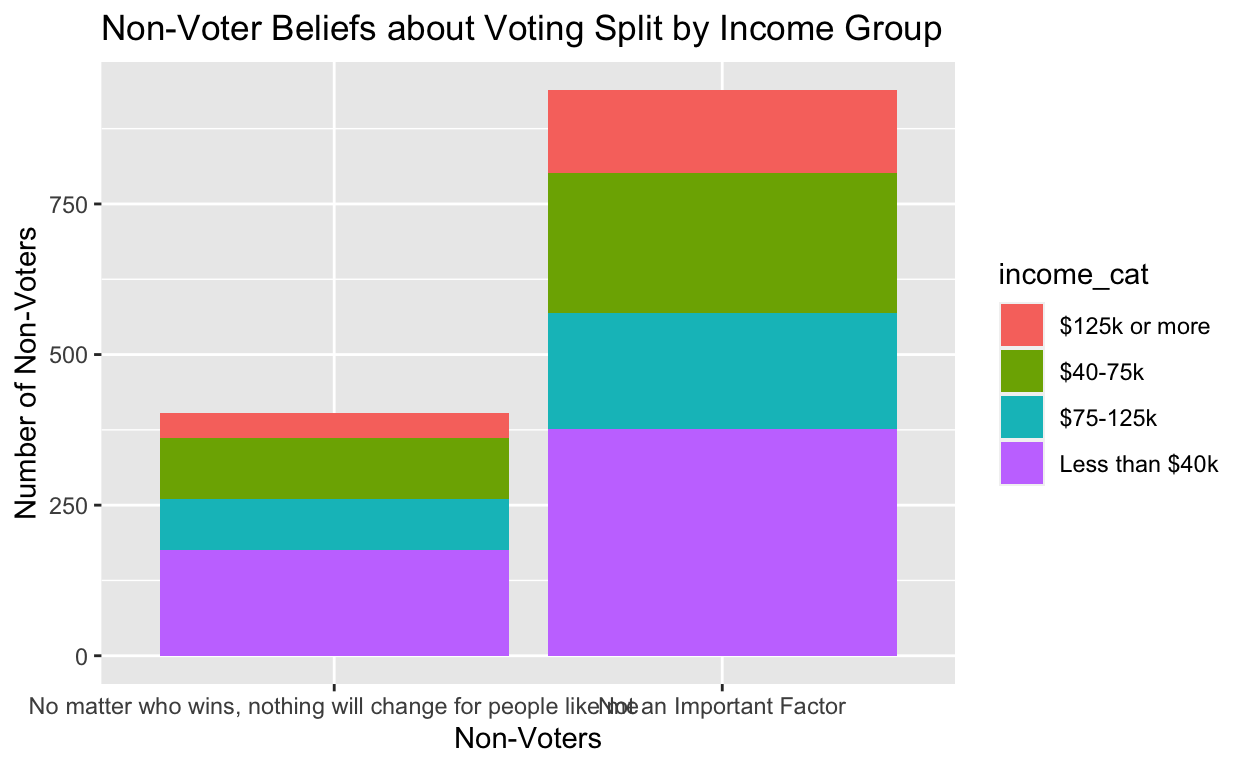 Non-Voter Beliefs about Voting Split by Income Group
Number of Non-Voters
750
500
250
0
No matter who wins, nothing will change for people like me
Not an Important Factor
Non-Voters
income_cat
$125k or more
$40-75k
$75-125k
Less than $40k